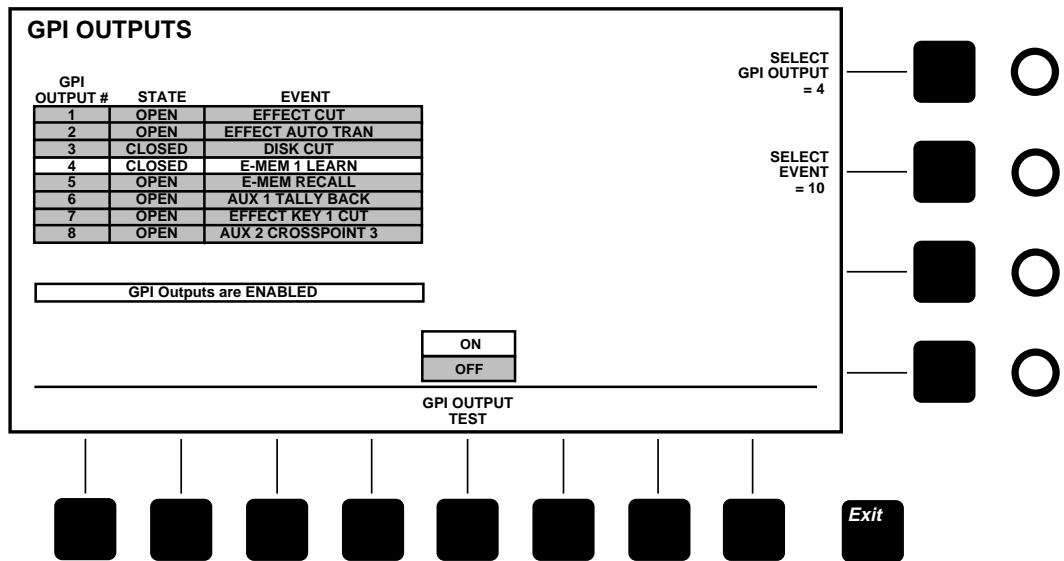 GPI OUTPUTS
SELECT
GPI OUTPUT
= 4
GPI
OUTPUT # STATE EVENT
1 OPEN EFFECT CUT
2 OPEN EFFECT AUTO TRAN
3 CLOSED DISK CUT
4 CLOSED E-MEM 1 LEARN
5 OPEN E-MEM RECALL
6 OPEN AUX 1 TALLY BACK
7 OPEN EFFECT KEY 1 CUT
8 OPEN AUX 2 CROSSPOINT 3
SELECT
EVENT
= 10
GPI Outputs are ENABLED
ON
OFF
GPI OUTPUT
TEST
Exit